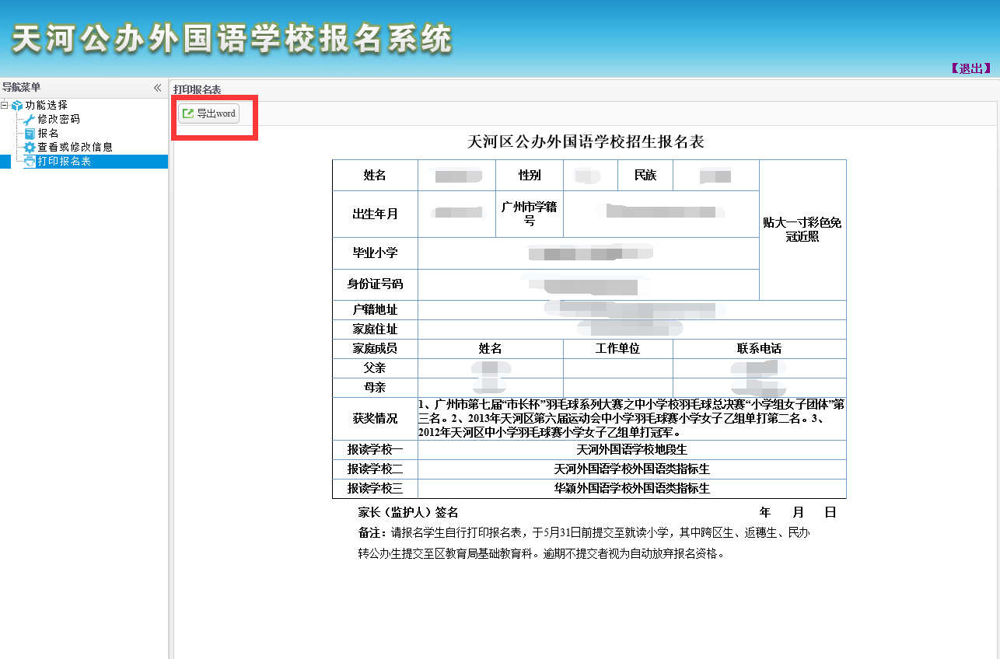 天河公办外国语学校报名系统
【退出】
导航菜单
功能选择
修改密码
报名
查看或修改信息
打印报名表
打印报名表
导出word
天河区公办外国语学校招生报名表
姓名 性别 民族
出生年月 广州市学籍
号
贴大一寸彩色免
冠近照
毕业小学
身份证号码
户籍地址
家庭住址
家庭成员 姓名 工作单位 联系电话
父亲
母亲
获奖情况
1、广州市第七届“市长杯”羽毛球系列大赛之中小学校羽毛球总决赛“小学组女子团体”第
三名。2、2013年天河区第六届运动会中小学羽毛球赛小学女子乙组单打第二名。3、
2012年天河区中小学羽毛球赛小学女子乙组单打冠军。
报读学校一 天河外国语学校地段生
报读学校二 天河外国语学校外国语类指标生
报读学校三 华颖外国语学校外国语类指标生
家长（监护人）签名 年 月 日
备注：请报名学生自行打印报名表，于5月31日前提交至就读小学，其中跨区生、返穗生、民办
转公办生提交至区教育局基础教育科。逾期不提交者视为自动放弃报名资格。